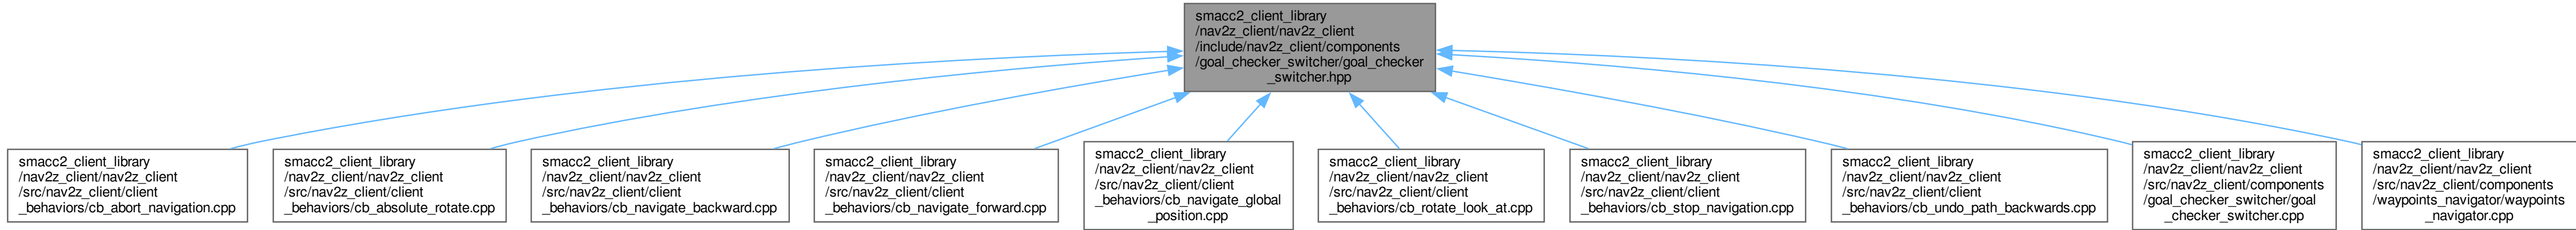 smacc2_client_library
/nav2z_client/nav2z_client
/include/nav2z_client/components
/goal_checker_switcher/goal_checker
_switcher.hpp
smacc2_client_library
/nav2z_client/nav2z_client
/src/nav2z_client/client
_behaviors/cb_abort_navigation.cpp
smacc2_client_library
/nav2z_client/nav2z_client
/src/nav2z_client/client
_behaviors/cb_absolute_rotate.cpp
smacc2_client_library
/nav2z_client/nav2z_client
/src/nav2z_client/client
_behaviors/cb_navigate_backward.cpp
smacc2_client_library
/nav2z_client/nav2z_client
/src/nav2z_client/client
_behaviors/cb_navigate_forward.cpp
smacc2_client_library
/nav2z_client/nav2z_client
/src/nav2z_client/client
_behaviors/cb_navigate_global
_position.cpp
smacc2_client_library
/nav2z_client/nav2z_client
/src/nav2z_client/client
_behaviors/cb_rotate_look_at.cpp
smacc2_client_library
/nav2z_client/nav2z_client
/src/nav2z_client/client
_behaviors/cb_stop_navigation.cpp
smacc2_client_library
/nav2z_client/nav2z_client
/src/nav2z_client/client
_behaviors/cb_undo_path_backwards.cpp
smacc2_client_library
/nav2z_client/nav2z_client
/src/nav2z_client/components
/goal_checker_switcher/goal
_checker_switcher.cpp
smacc2_client_library
/nav2z_client/nav2z_client
/src/nav2z_client/components
/waypoints_navigator/waypoints
_navigator.cpp